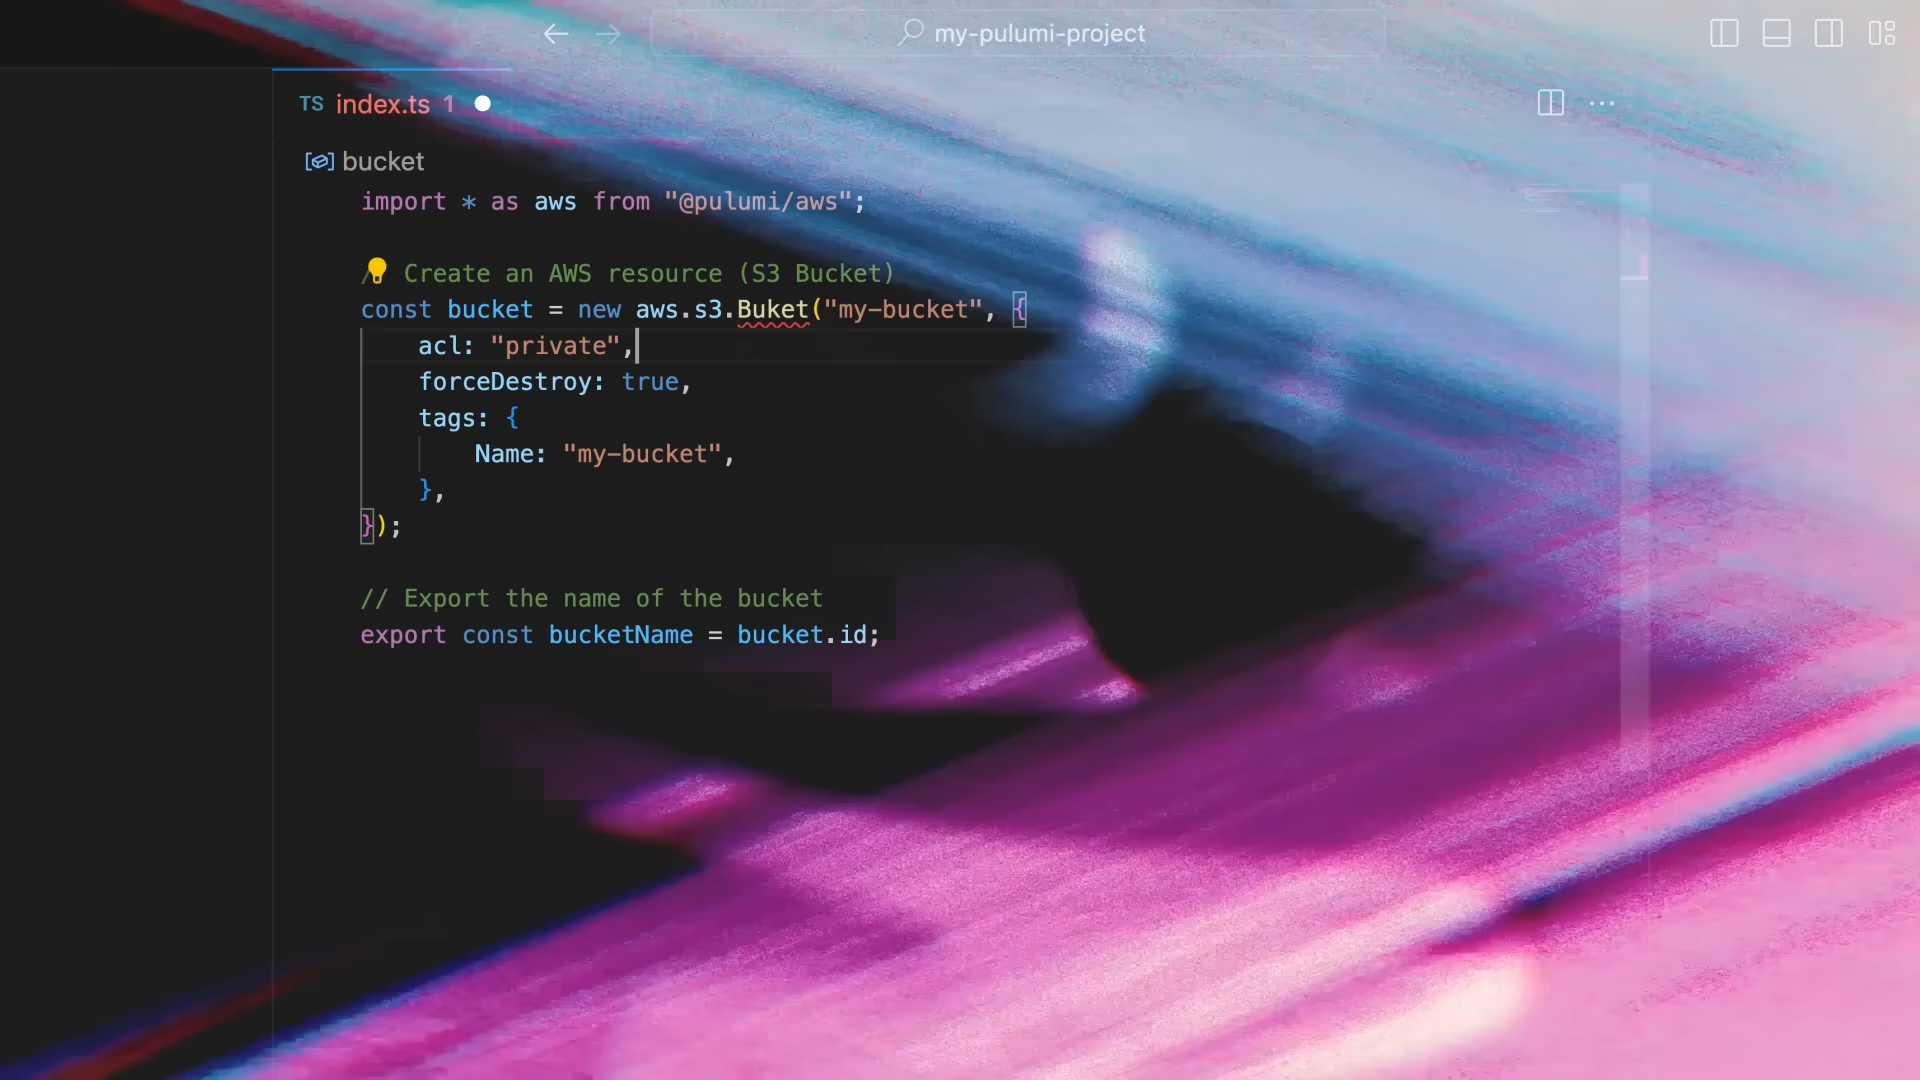 my-pulumi-project
TS index.ts 1
bucket
import * as aws from "@pulumi/aws";
/ Create an AWS resource (S3 Bucket)
const bucket = new aws.s3.Buket("my-bucket", {
acl: "private",
forceDestroy: true,
tags: {
Name: "my-bucket",
},
});
// Export the name of the bucket
export const bucketName = bucket.id;